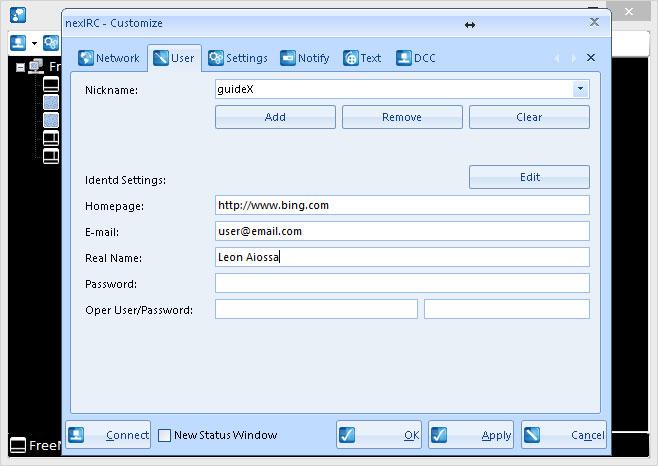 nexIRC - Customize
Network User Settings Notify Text DCC
Nickname: guideX
Add Remove Clear
Identd Settings: Edit
Homepage: http://www.bing.com
E-mail: user@email.com
Real Name: Leon Aiossa
Password:
Oper User/Password:
Connect New Status Window OK Apply Cancel